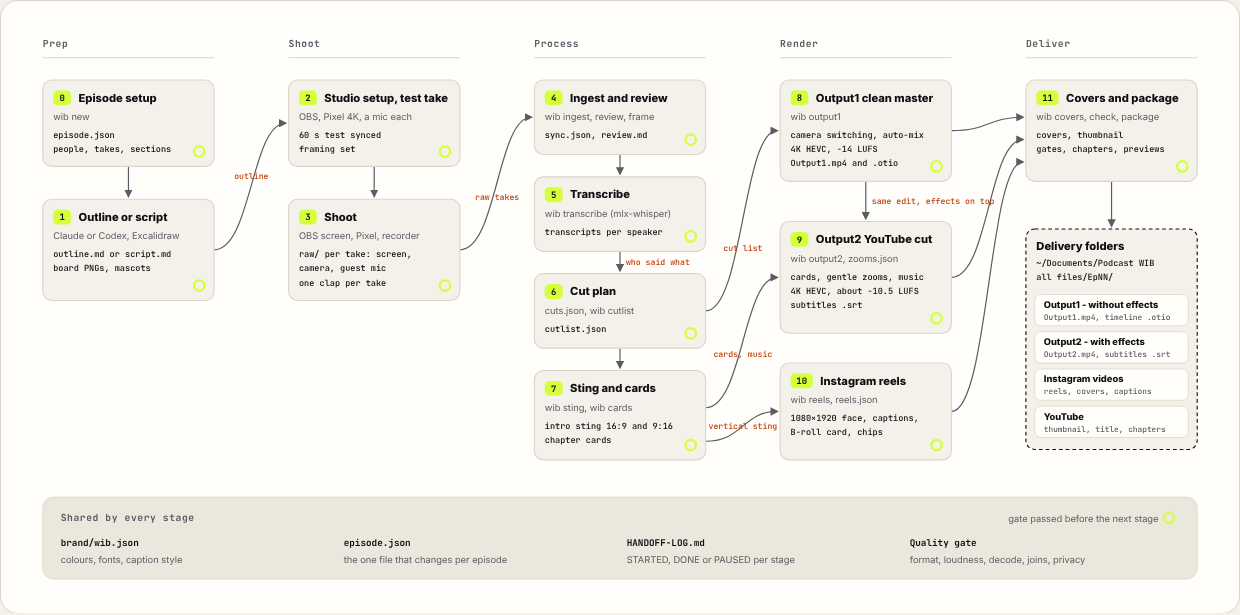 Prep
0 Episode setup
wib new
episode.json
people, takes, sections
1 Outline or script
Claude or Codex, Excalidraw
outline.md or script.md
board PNGs, mascots
outline
Shoot
2 Studio setup, test take
OBS, Pixel 4K, a mic each
60 s test synced
framing set
3 Shoot
OBS screen, Pixel, recorder
raw/ per take: screen,
camera, guest mic
one clap per take
raw takes
Process
4 Ingest and review
wib ingest, review, frame
sync.json, review.md
5 Transcribe
wib transcribe (mlx-whisper)
transcripts per speaker
who said what
6 Cut plan
cuts.json, wib cutlist
cutlist.json
7 Sting and cards
wib sting, wib cards
intro sting 16:9 and 9:16
chapter cards
cut list
cards, music
vertical sting
Render
8 Output1 clean master
wib output1
camera switching, auto-mix
4K HEVC, -14 LUFS
Output1.mp4 and .otio
same edit, effects on top
9 Output2 YouTube cut
wib output2, zooms.json
cards, gentle zooms, music
4K HEVC, about -10.5 LUFS
subtitles .srt
10 Instagram reels
wib reels, reels.json
1080×1920 face, captions,
B-roll card, chips
Deliver
11 Covers and package
wib covers, check, package
covers, thumbnail
gates, chapters, previews
Delivery folders
~/Documents/Podcast WIB
all files/EpNN/
Output1 - without effects
Output1.mp4, timeline .otio
Output2 - with effects
Output2.mp4, subtitles .srt
Instagram videos
reels, covers, captions
YouTube
thumbnail, title, chapters
Shared by every stage
gate passed before the next stage
brand/wib.json
colours, fonts, caption style
episode.json
the one file that changes per episode
HANDOFF-LOG.md
STARTED, DONE or PAUSED per stage
Quality gate
format, loudness, decode, joins, privacy